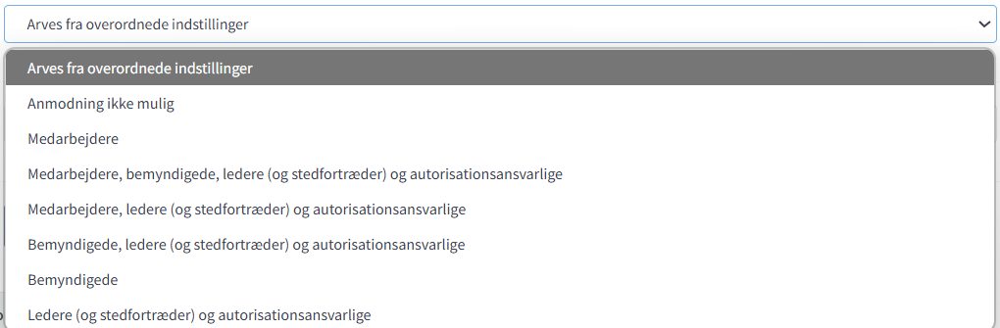 Arves fra overordnede indstillinger
Arves fra overordnede indstillinger
Anmodning ikke mulig
Medarbejdere
Medarbejdere, bemyndigede, ledere (og stedfortræder) og autorisationsansvarlige
Medarbejdere, ledere (og stedfortræder) og autorisationsansvarlige
Bemyndigede, ledere (og stedfortræder) og autorisationsansvarlige
Bemyndigede
Ledere (og stedfortræder) og autorisationsansvarlige